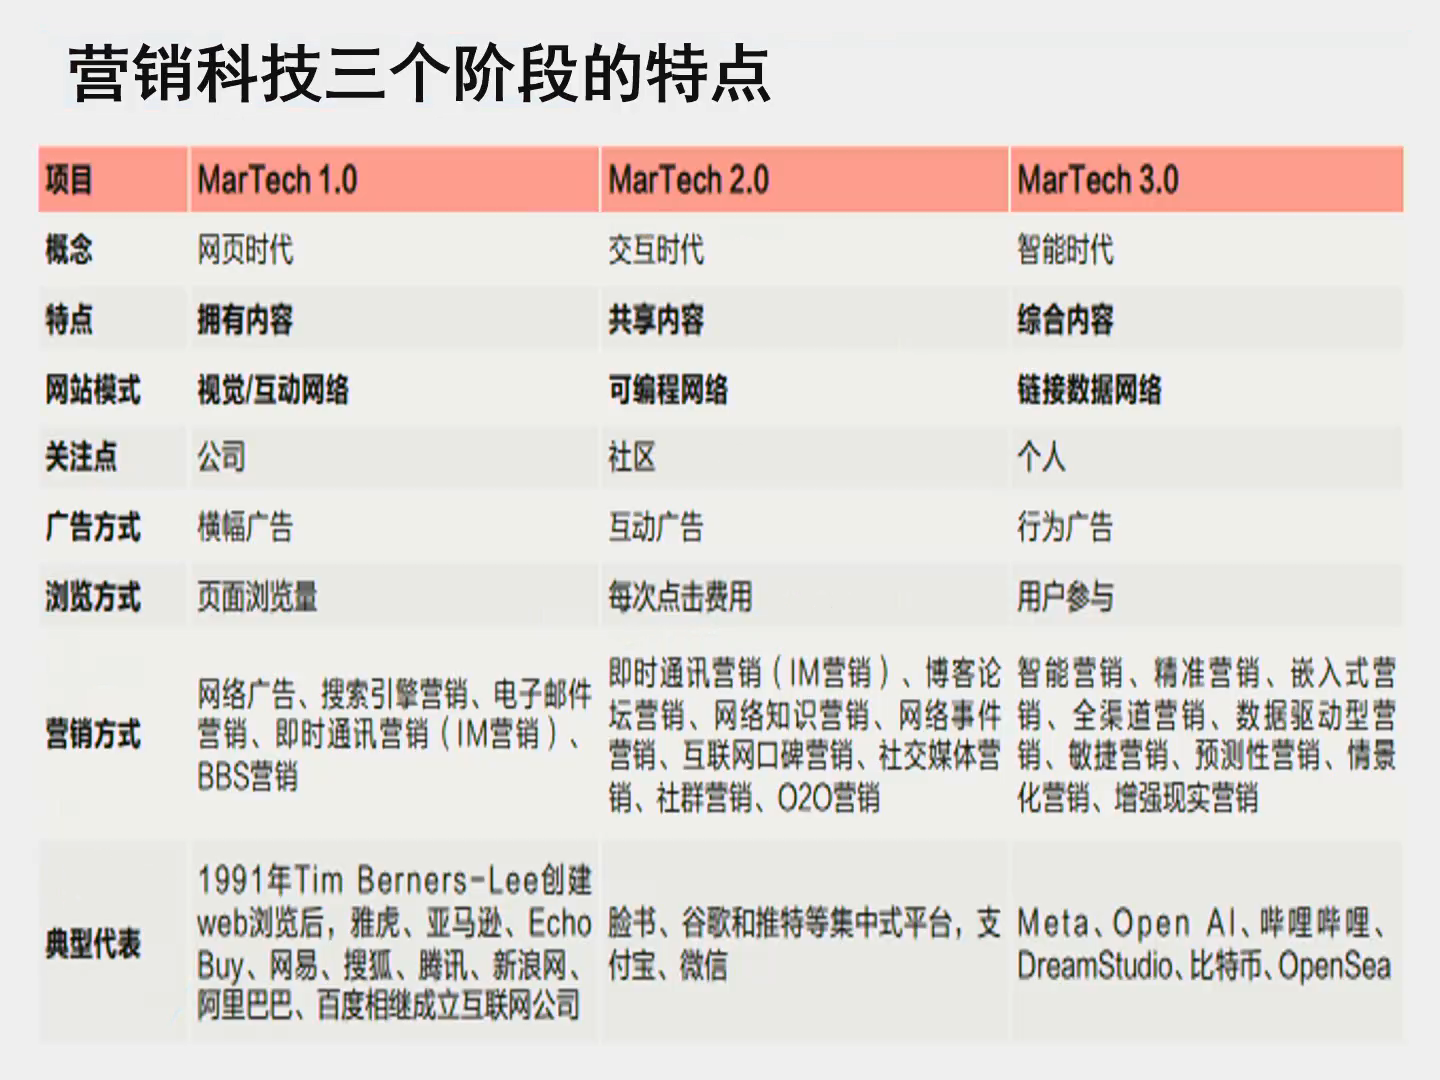 营销科技三个阶段的特点
项目 MarTech 1.0 MarTech 2.0 MarTech 3.0
概念 网页时代 交互时代 智能时代
特点 拥有内容 共享内容 综合内容
网站模式 视觉/互动网络 可编程网络 链接数据网络
关注点 公司 社区 个人
广告方式 横幅广告 互动广告 行为广告
浏览方式 页面浏览量 每次点击费用 用户参与
营销方式
网络广告、搜索引擎营销、电子邮件
营销、即时通讯营销（IM营销）、
BBS营销
即时通讯营销（IM营销）、博客论
坛营销、网络知识营销、网络事件
营销、互联网口碑营销、社交媒体营
销、社群营销、O2O营销
智能营销、精准营销、嵌入式营
销、全渠道营销、数据驱动型营
销、敏捷营销、预测性营销、情景
化营销、增强现实营销
典型代表
1991年Tim Berners-Lee创建
web浏览后，雅虎、亚马逊、Echo
Buy、网易、搜狐、腾讯、新浪网、
阿里巴巴、百度相继成立互联网公司
脸书、谷歌和推特等集中式平台，支
付宝、微信
Meta、Open AI、哔哩哔哩、
DreamStudio、比特币、OpenSea